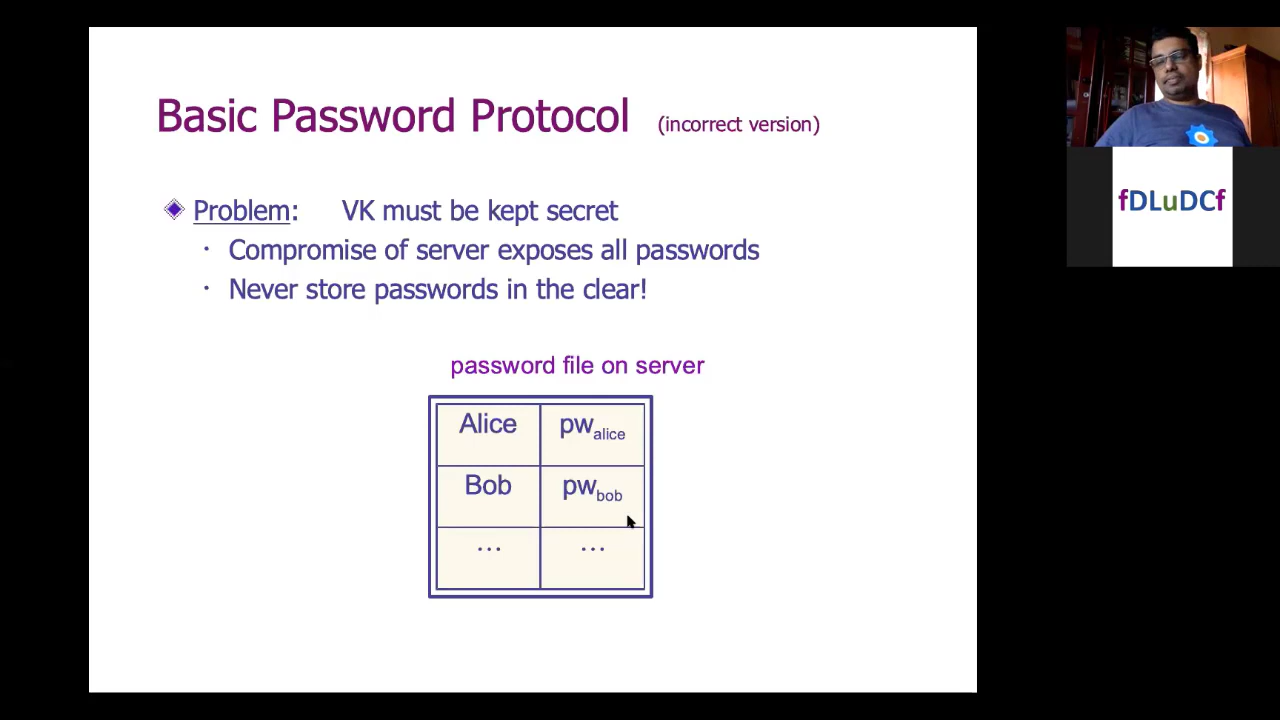 Basic Password Protocol (incorrect version)
Problem: VK must be kept secret
· Compromise of server exposes all passwords
· Never store passwords in the clear!
password file on server
Alice pwalice
Bob pwbob
... ...
fDLuDCf